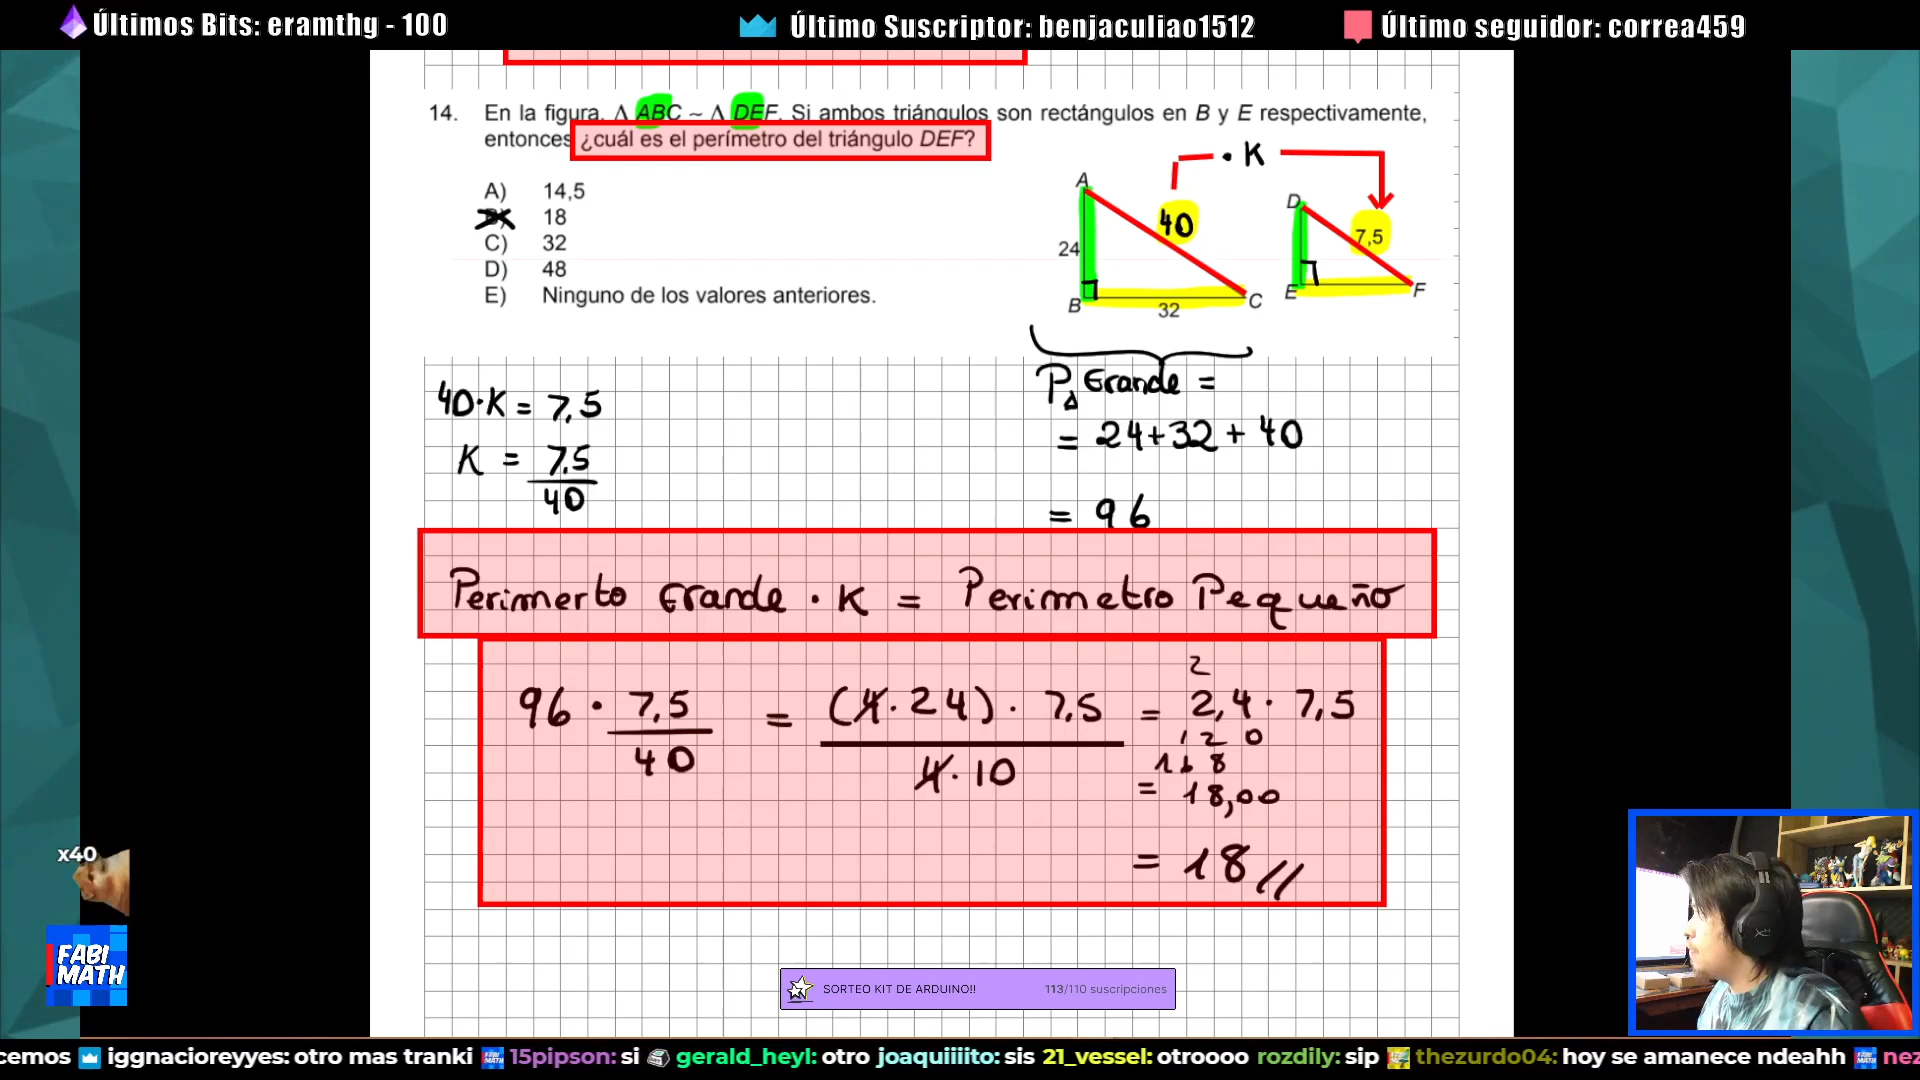 Últimos Bits: eramthg - 100
Último Suscriptor: benjaculiao1512
Último seguidor: correa459
14. En la figura, Δ ABC ~ Δ DEF. Si ambos triángulos son rectángulos en B y E respectivamente,
entonces ¿cuál es el perímetro del triángulo DEF?
A) 14,5
B) 18
C) 32
D) 48
E) Ninguno de los valores anteriores.
· K
A
40
24
B
32
C
D
7,5
E
F
40·K = 7,5
K = 7,5
40
P Δ Grande =
= 24+32+40
= 96
Perimerto Grande · K = Perimetro Pequeño
96 · 7,5 = (4·24) · 7,5 = 2,4 · 7,5
40
4·10
2
120
168
= 18,00
= 18//
x40
FABI
MATH
SORTEO KIT DE ARDUINO!! 113/110 suscripciones
cemos iggnacioreyyes: otro mas tranki 15pipson: si gerald_heyl: otro joaquiiiito: sis 21_vessel: otroooo rozdily: sip thezurdo04: hoy se amanece ndeahh nez